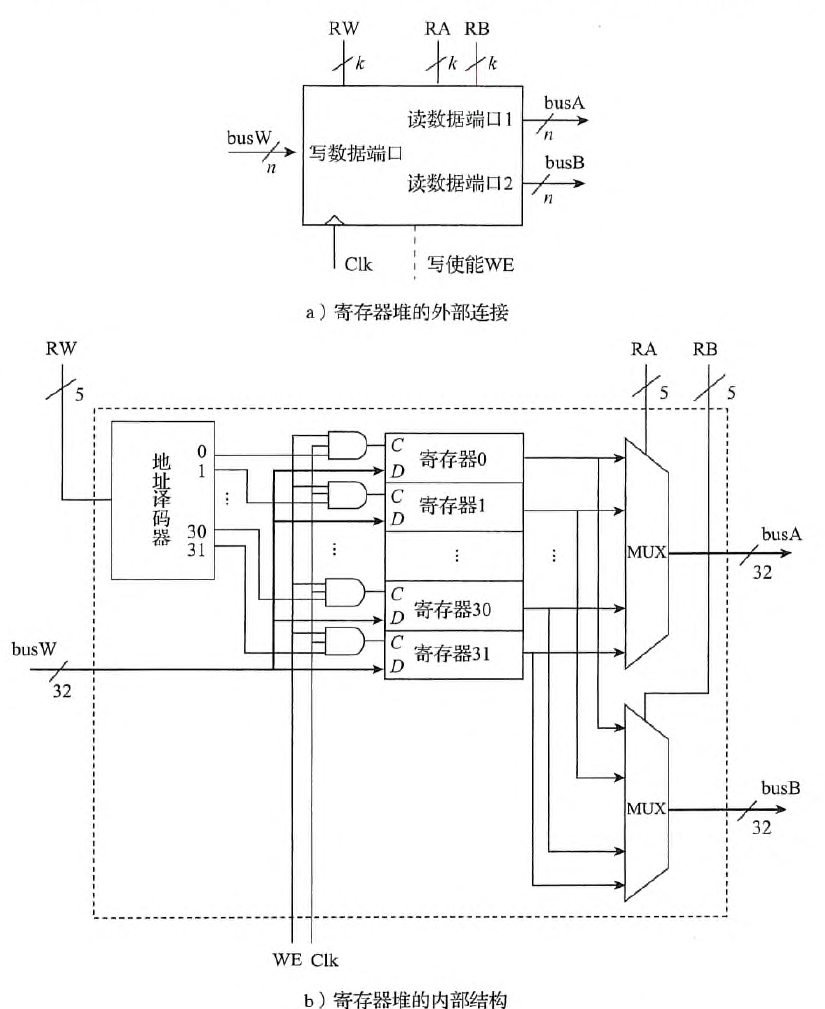 RW RA RB
k k k
读数据端口1 busA
n
busW 写数据端口
n
读数据端口2 busB
n
Clk 写使能WE
a）寄存器堆的外部连接
RW RA RB
5 5 5
地址译码器
0
1
⋮
30
31
C
D 寄存器0
C
D 寄存器1
⋮ ⋮ ⋮
C
D 寄存器30
C
D 寄存器31
MUX busA
32
busW
32
MUX busB
32
WE Clk
b）寄存器堆的内部结构